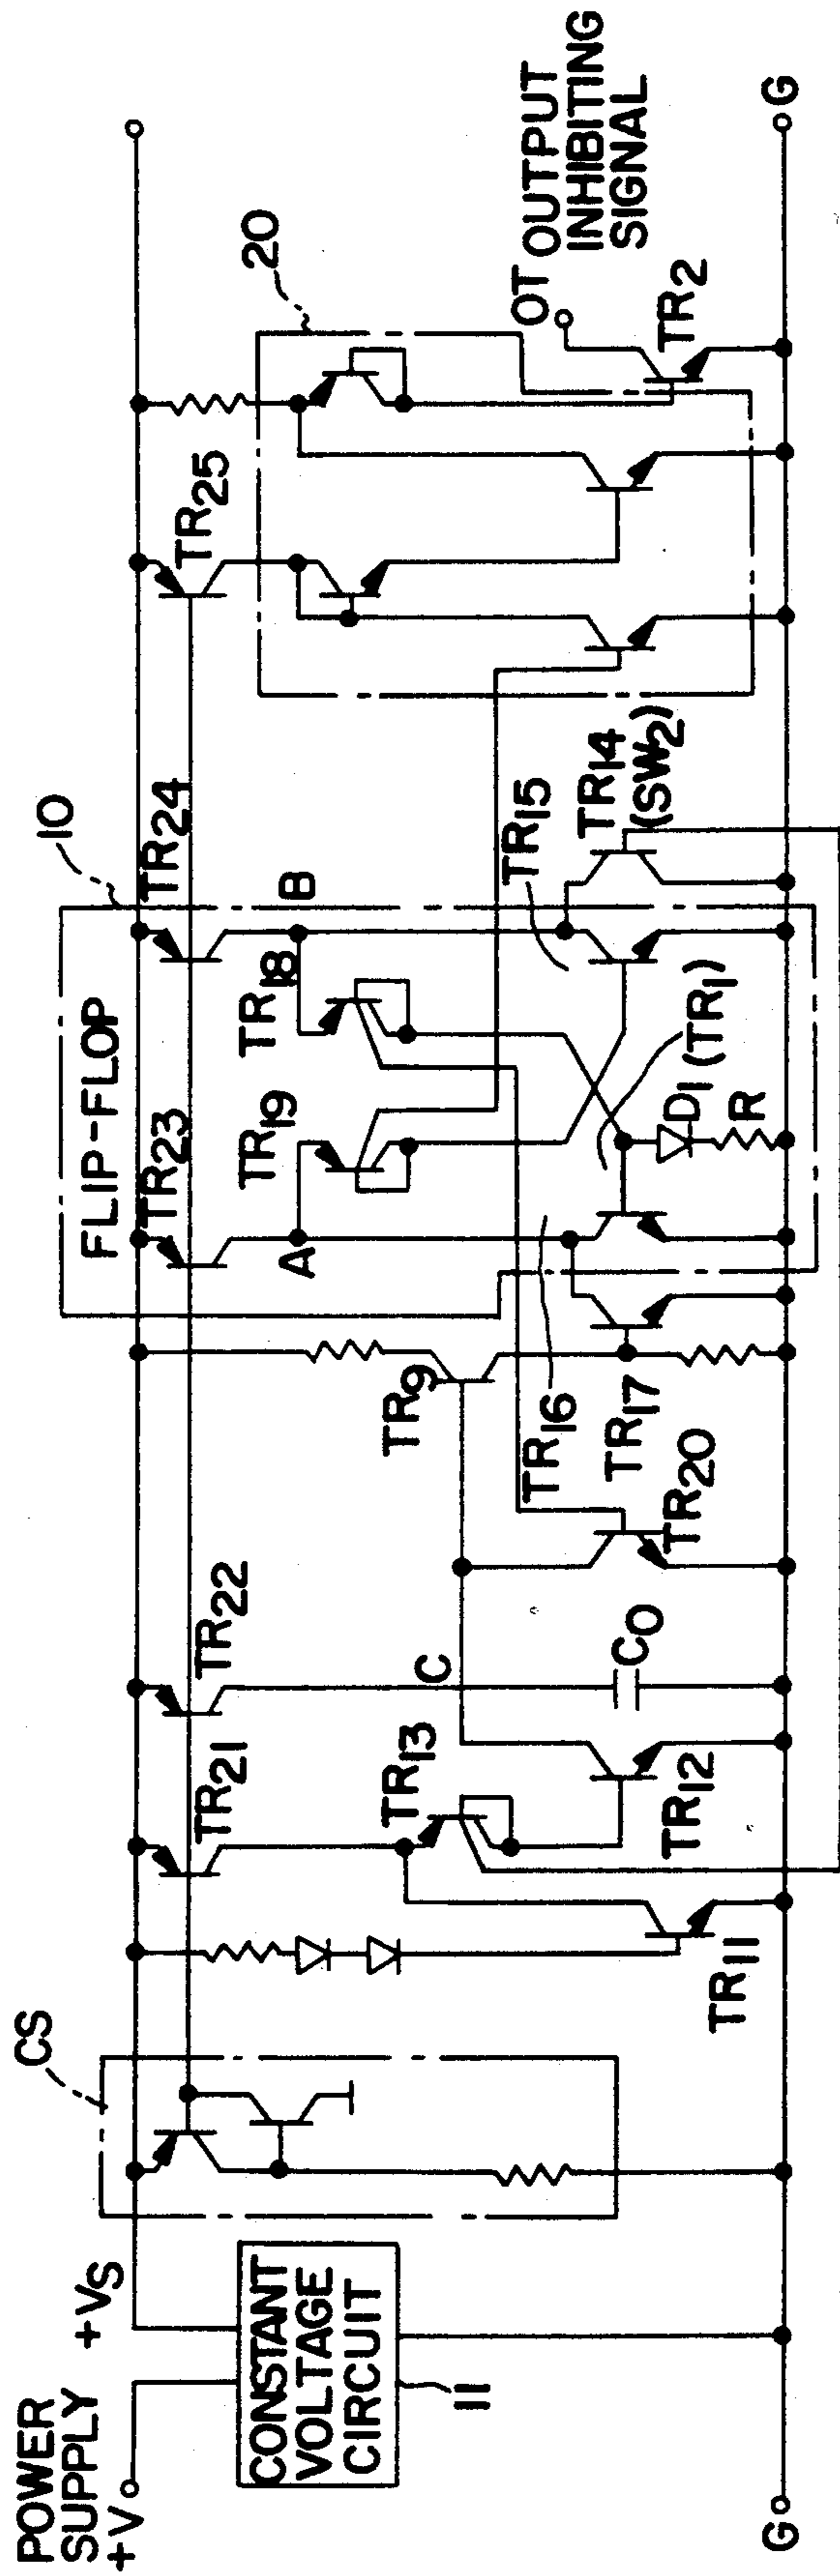 POWER
SUPPLY
+V
+VS
CONSTANT
VOLTAGE
CIRCUIT
11
CS
TR11
TR21
TR13
TR12
TR22
C
C0
TR20
TR9
TR17
TR16
10
FLIP-FLOP
TR23
A
TR19
TR18
D1 (TR1)
R
TR24
B
TR15
TR14
(SW2)
TR25
20
OT OUTPUT
INHIBITING
SIGNAL
TR2
G
G